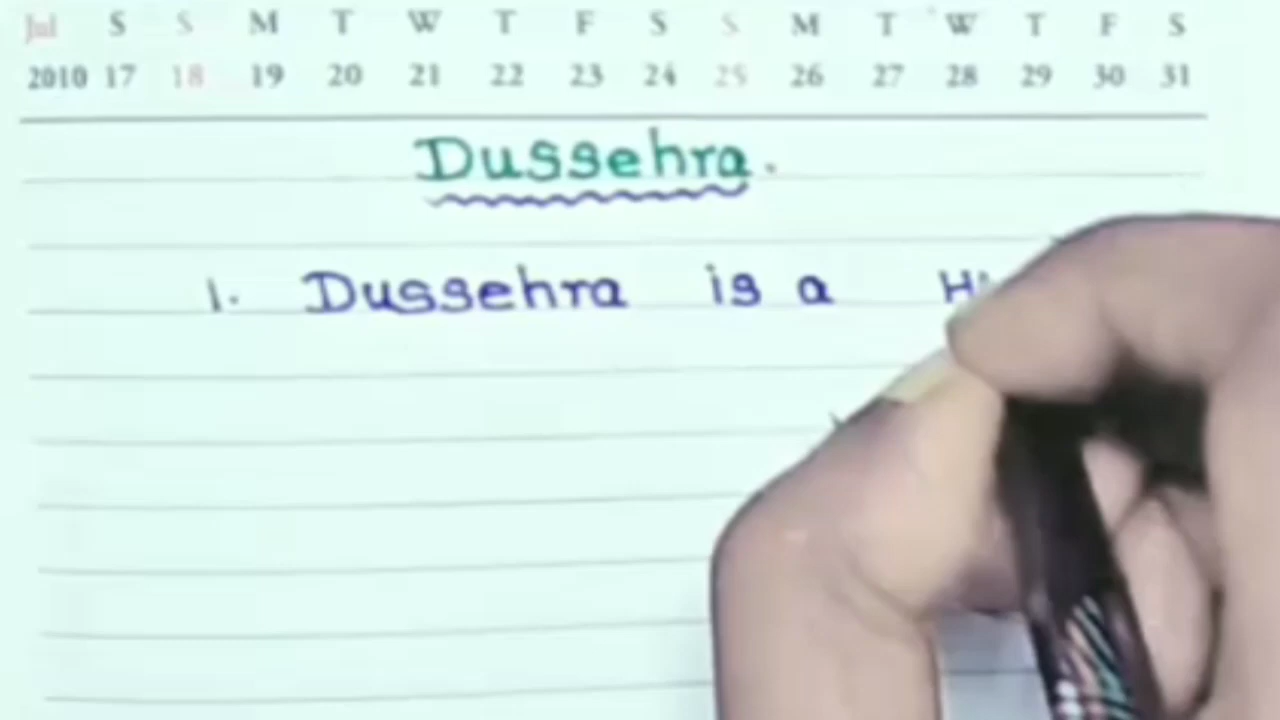 Jul S S M T W T F S S M T W T F S
2010 17 18 19 20 21 22 23 24 25 26 27 28 29 30 31
Dussehra.
1. Dussehra is a